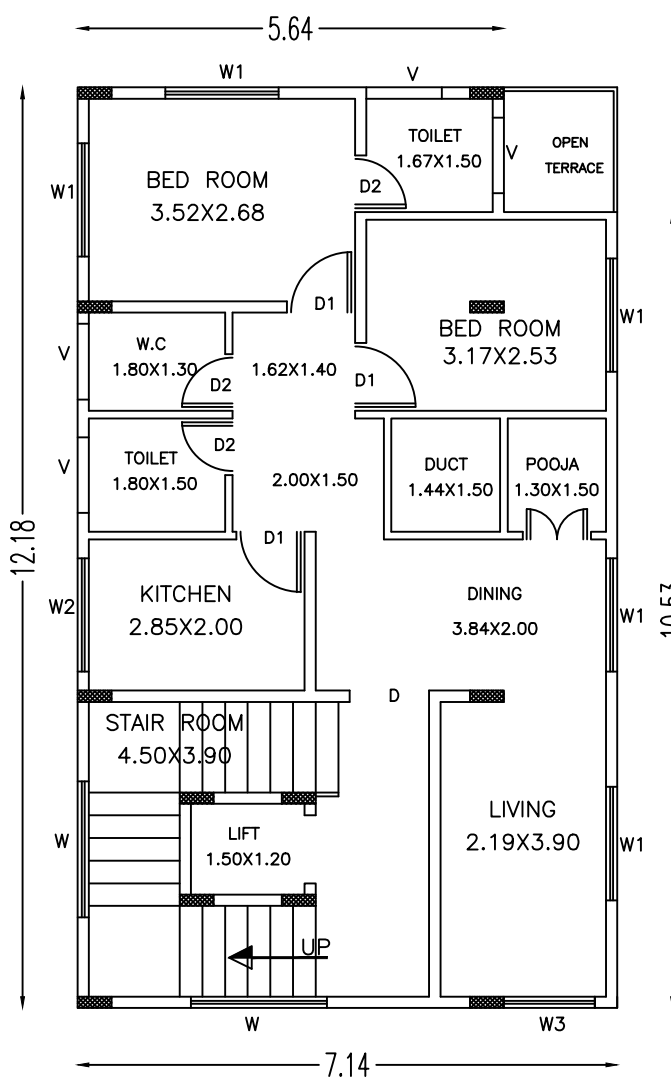 5.64
W1
V
TOILET
1.67X1.50
V
OPEN
TERRACE
W1
BED ROOM
3.52X2.68
D2
D1
W1
BED ROOM
3.17X2.53
W.C
1.80X1.30
V
D2
1.62X1.40
D1
V
TOILET
1.80X1.50
D2
2.00X1.50
DUCT
1.44X1.50
POOJA
1.30X1.50
12.18
D1
W2
KITCHEN
2.85X2.00
DINING
3.84X2.00
W1
10.53
D
STAIR ROOM
4.50X3.90
W
LIFT
1.50X1.20
LIVING
2.19X3.90
W1
UP
W
W3
7.14